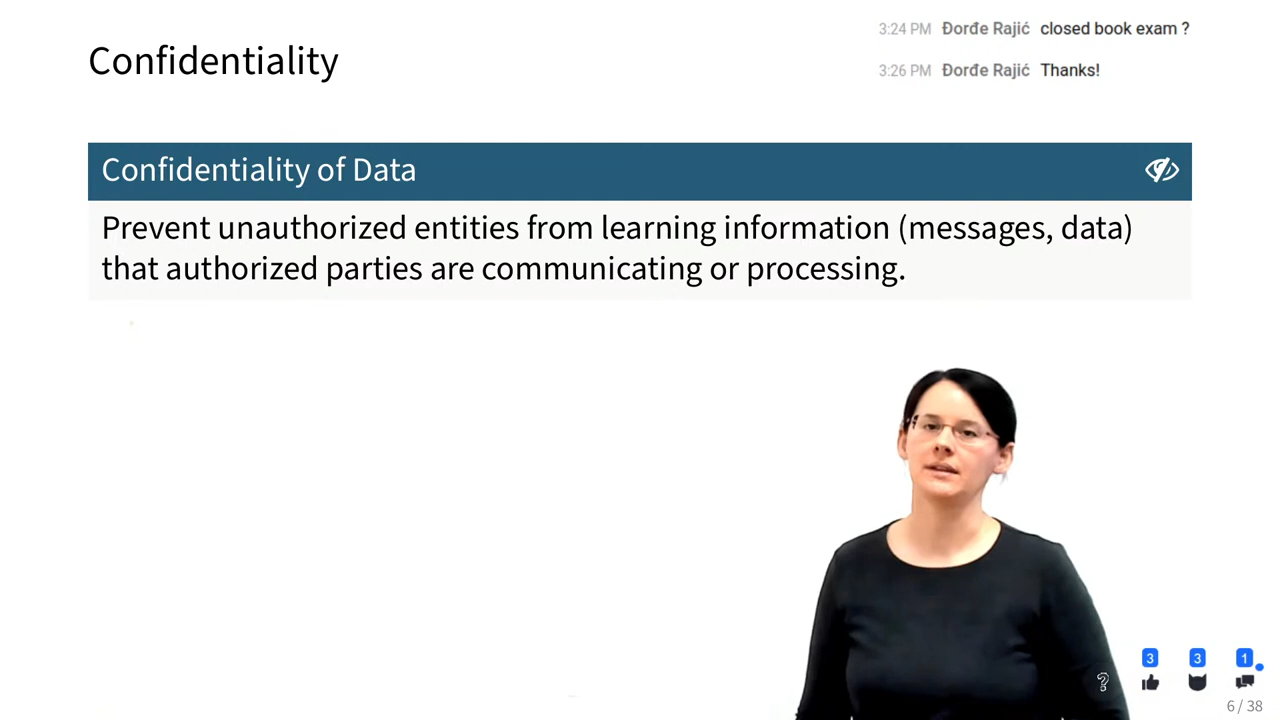 Confidentiality
3:24 PM Đorđe Rajić closed book exam ?
3:26 PM Đorđe Rajić Thanks!
Confidentiality of Data
Prevent unauthorized entities from learning information (messages, data)
that authorized parties are communicating or processing.
3 3 1
?
6 / 38